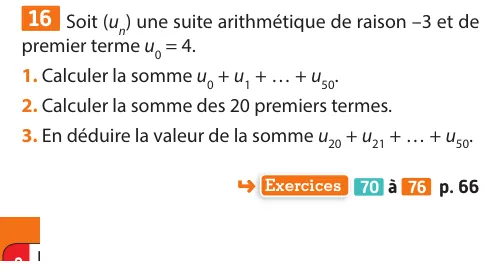 16 Soit (uₙ) une suite arithmétique de raison –3 et de
premier terme u₀ = 4.
1. Calculer la somme u₀ + u₁ + … + u₅₀.
2. Calculer la somme des 20 premiers termes.
3. En déduire la valeur de la somme u₂₀ + u₂₁ + … + u₅₀.
Exercices 70 à 76 p. 66